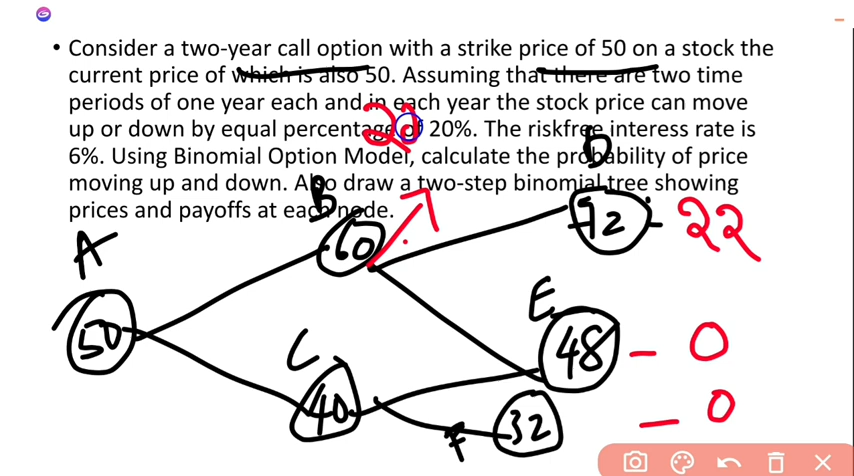 • Consider a two-year call option with a strike price of 50 on a stock the
current price of which is also 50. Assuming that there are two time
periods of one year each and in each year the stock price can move
up or down by equal percentage of 20%. The riskfree interess rate is
6%. Using Binomial Option Model, calculate the probability of price
moving up and down. Also draw a two-step binomial tree showing
prices and payoffs at each node.
D
B
60
72 - 22
A
E
50
48 - 0
C
40
F 32 - 0